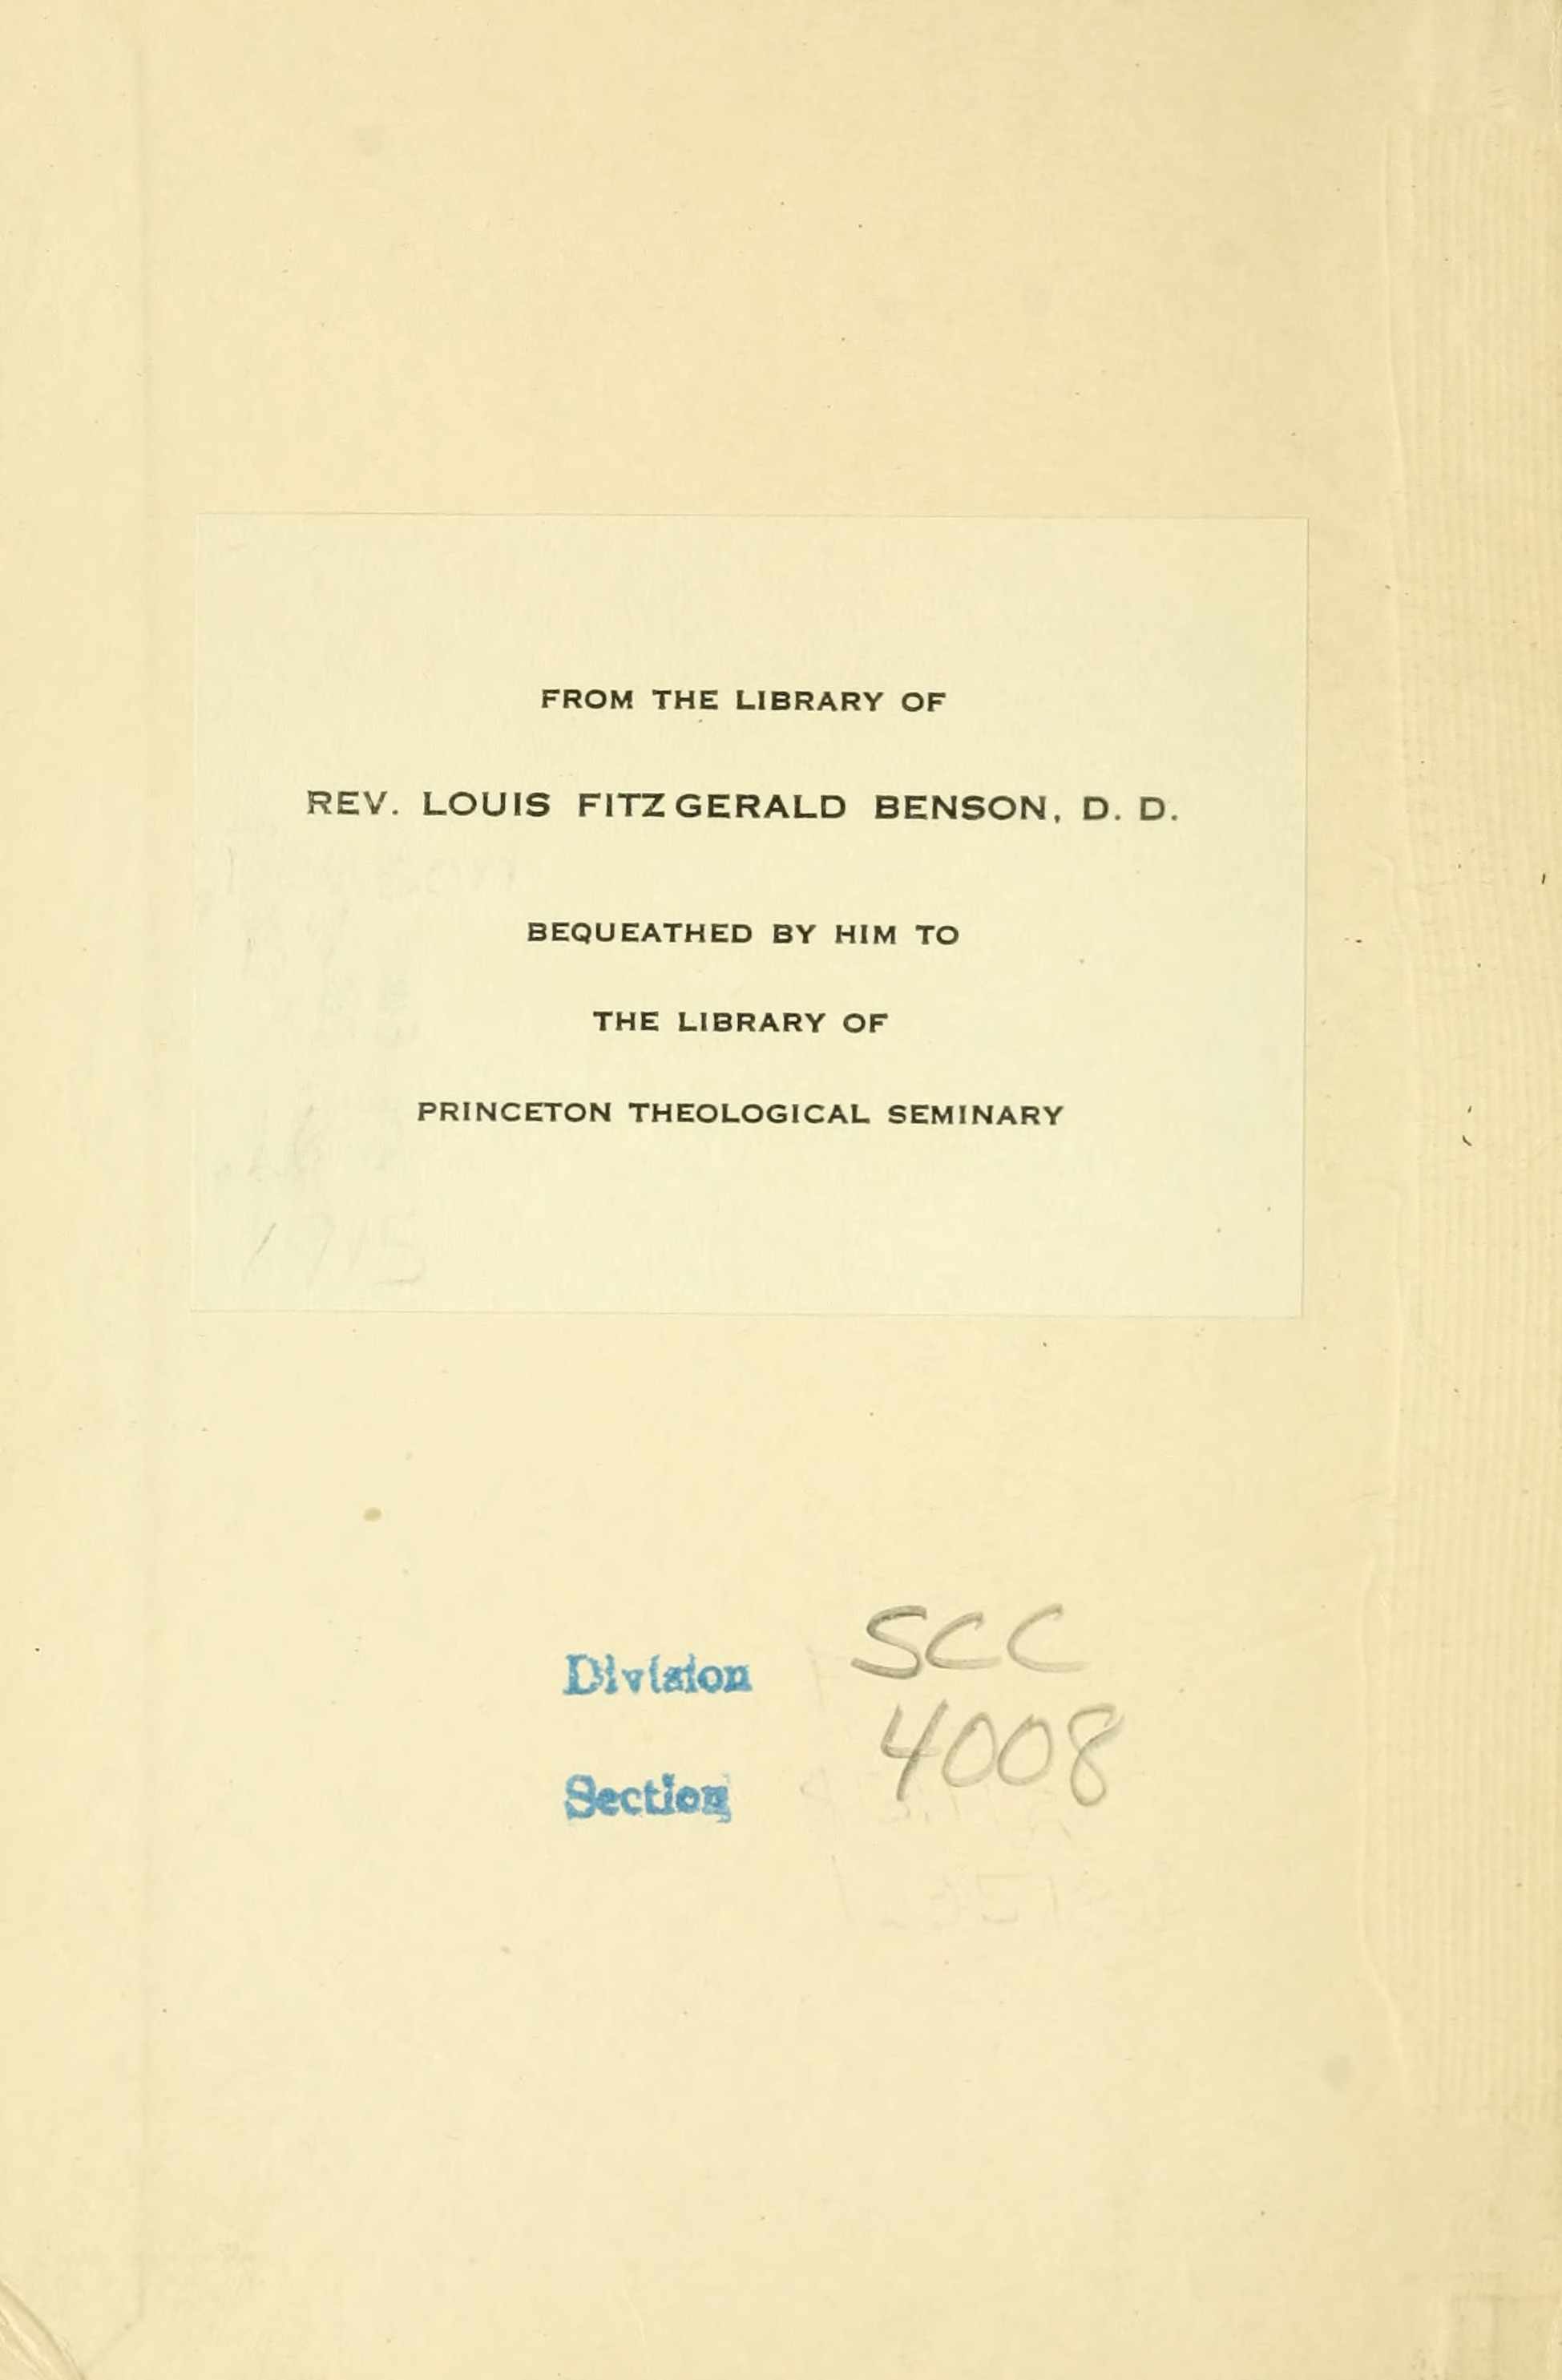 FROM THE LIBRARY OF
REV. LOUIS FITZGERALD BENSON, D. D.
BEQUEATHED BY HIM TO
THE LIBRARY OF
PRINCETON THEOLOGICAL SEMINARY
Division SCC
4008
Section